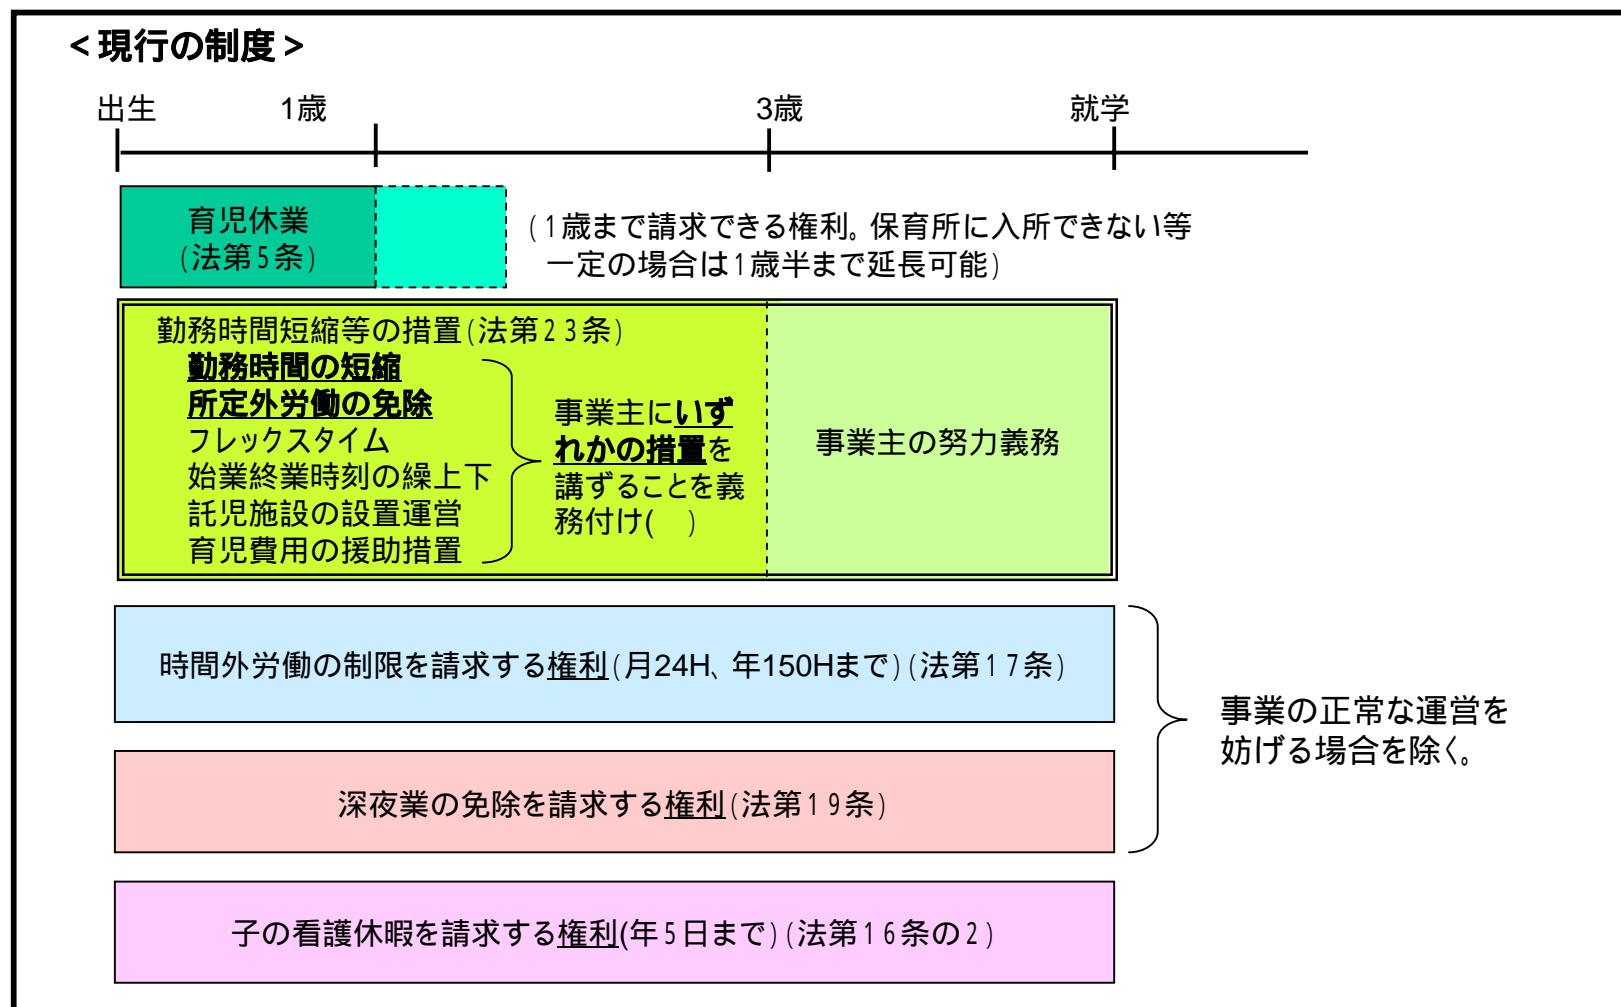 <現行の制度>
出生 1歳 3歳 就学
育児休業
(法第5条)
(1歳まで請求できる権利。保育所に入所できない等
一定の場合は1歳半まで延長可能)
勤務時間短縮等の措置(法第23条)
勤務時間の短縮
所定外労働の免除
フレックスタイム
始業終業時刻の繰上下
託児施設の設置運営
育児費用の援助措置
事業主にいず
れかの措置を
講ずることを義
務付け( )
事業主の努力義務
時間外労働の制限を請求する権利(月24H、年150Hまで)(法第17条)
深夜業の免除を請求する権利(法第19条)
事業の正常な運営を
妨げる場合を除く。
子の看護休暇を請求する権利(年5日まで)(法第16条の2)